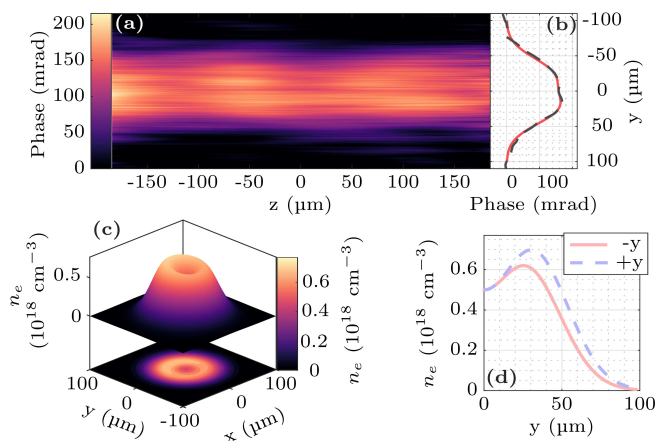 (a)
(b)
Phase (mrad)
200
150
100
50
0
-150
-100
-50
0
50
100
150
z (µm)
0
100
Phase (mrad)
-100
-50
0
50
100
y (µm)
(c)
n_e
(10^18 cm^−3)
0.5
0
100
0
-100
y (µm)
0
100
x (µm)
0.6
0.4
0.2
0
n_e (10^18 cm^−3)
(d)
-y
+y
n_e (10^18 cm^−3)
0.6
0.4
0.2
0
0
50
100
y (µm)